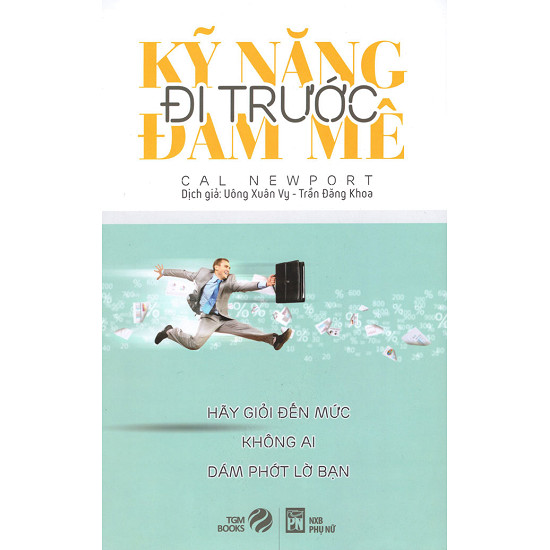 KỸ NĂNG
ĐI TRƯỚC
ĐAM MÊ
CAL NEWPORT
Dịch giả: Uông Xuân Vy - Trần Đăng Khoa
HÃY GIỎI ĐẾN MỨC
KHÔNG AI
DÁM PHỚT LỜ BẠN
TGM
BOOKS
PN
NXB
PHỤ NỮ